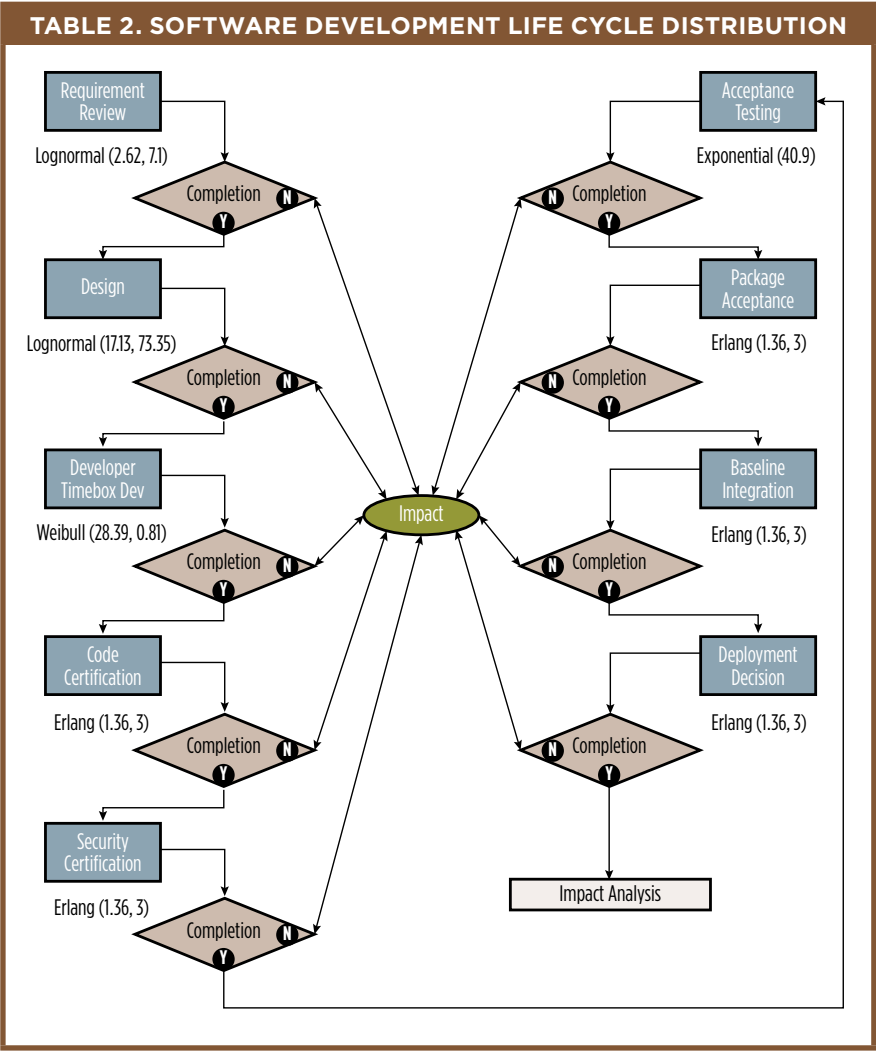 TABLE 2. SOFTWARE DEVELOPMENT LIFE CYCLE DISTRIBUTION
Requirement
Review
Lognormal (2.62, 7.1)
Completion
N
Y
Design
Lognormal (17.13, 73.35)
Completion
N
Y
Developer
Timebox Dev
Weibull (28.39, 0.81)
Completion
N
Y
Code
Certification
Erlang (1.36, 3)
Completion
N
Y
Security
Certification
Erlang (1.36, 3)
Completion
N
Y
Impact
Acceptance
Testing
Exponential (40.9)
N
Completion
Y
Package
Acceptance
Erlang (1.36, 3)
N
Completion
Y
Baseline
Integration
Erlang (1.36, 3)
N
Completion
Y
Deployment
Decision
Erlang (1.36, 3)
N
Completion
Y
Impact Analysis